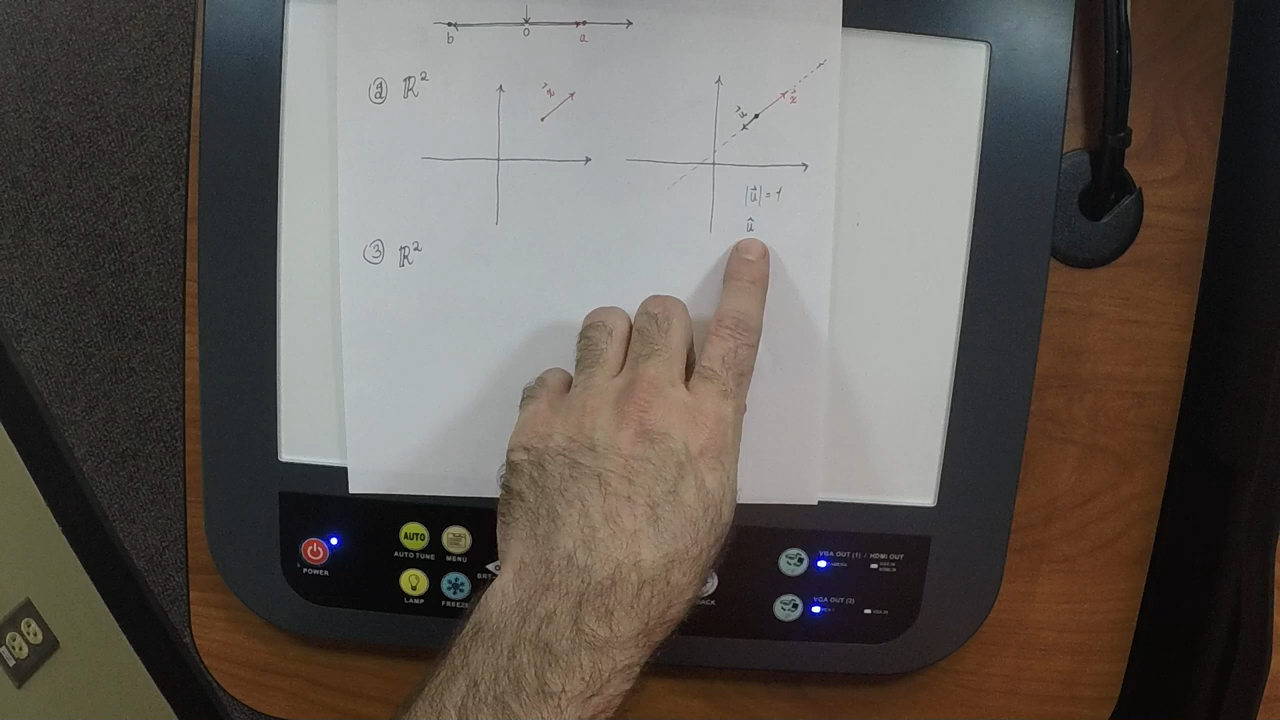 b 0 a
② ℝ²
x⃗
x⃗
u⃗
|u⃗| = 1
û
③ ℝ²
POWER
AUTO
AUTO TUNE
MENU
LAMP
FREEZE
VGA OUT (1) / HDMI OUT
VGA OUT (2)